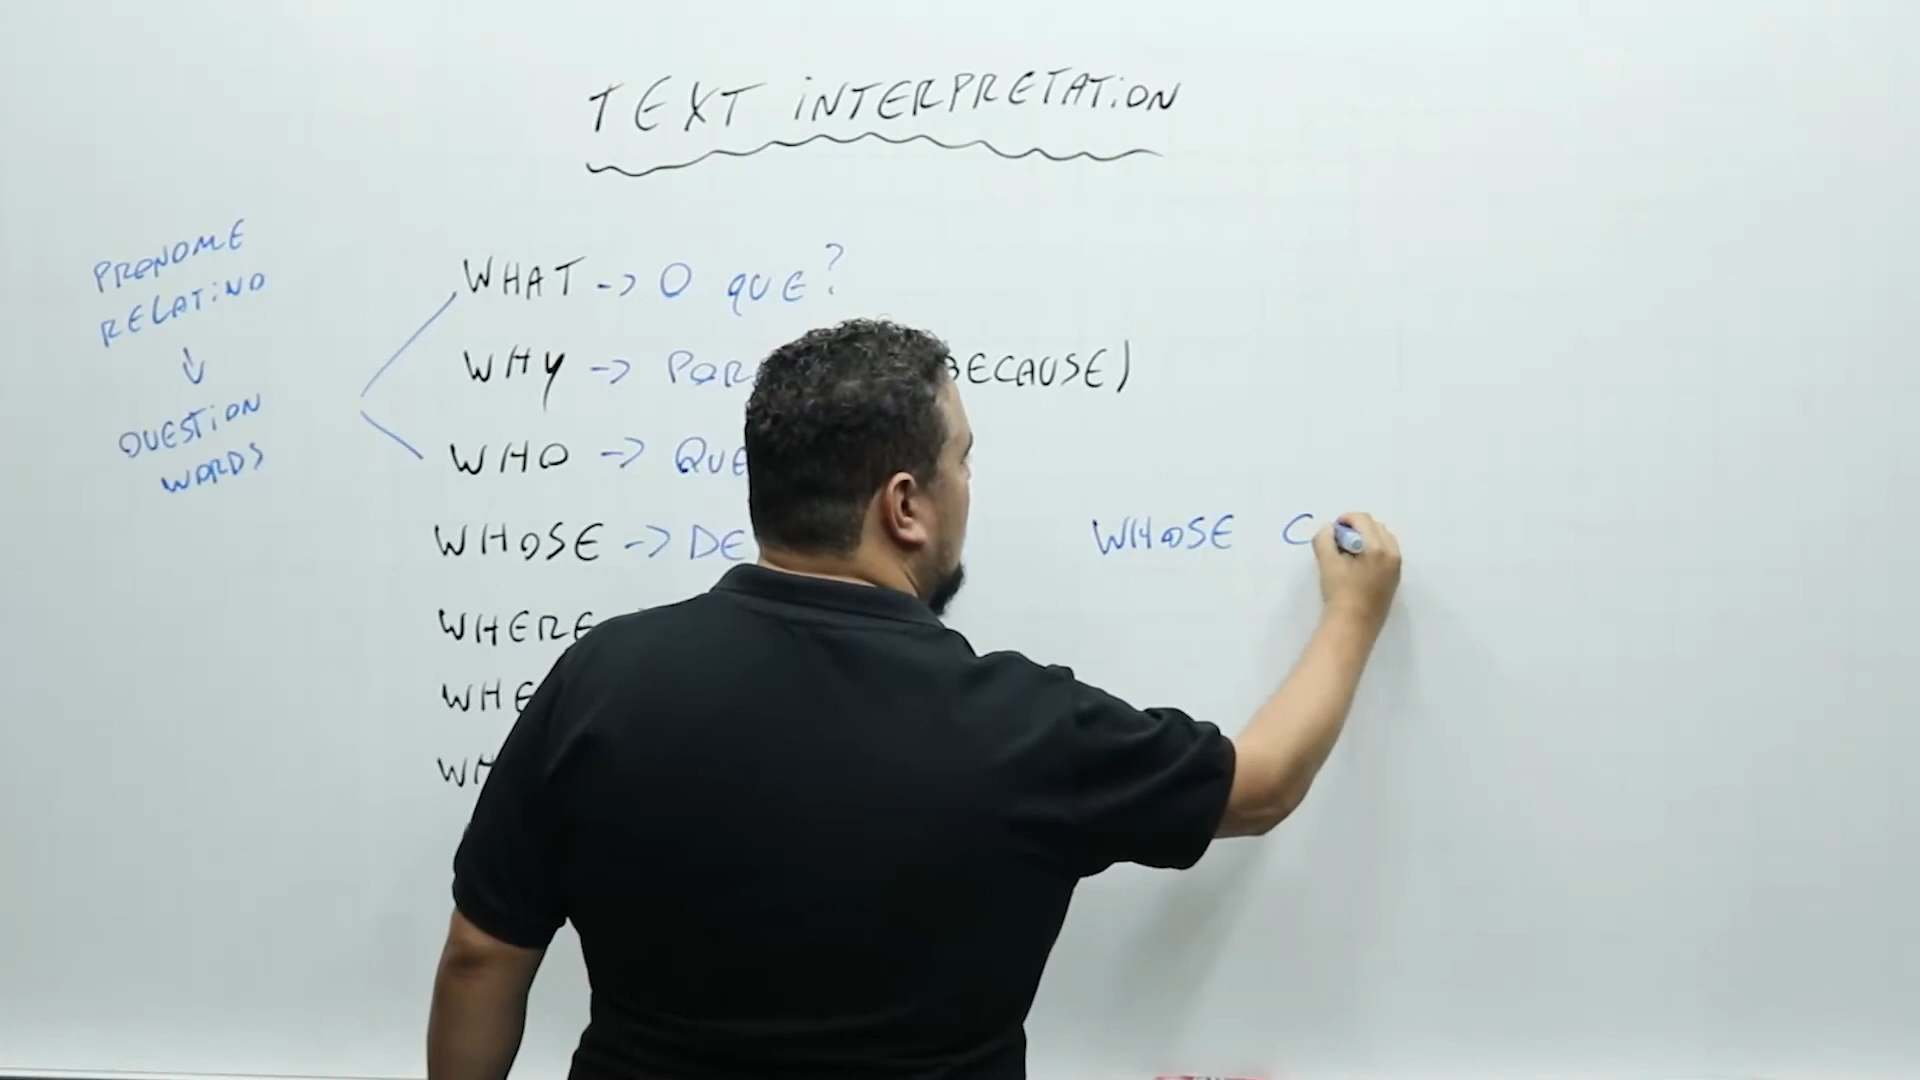 TEXT INTERPRETATION
PRONOME
RELATIVO
↓
QUESTION
WORDS
WHAT -> O QUE?
WHY -> POR BECAUSE)
WHO -> QUE
WHOSE -> DE WHOSE C
WHERE
WHE
WH